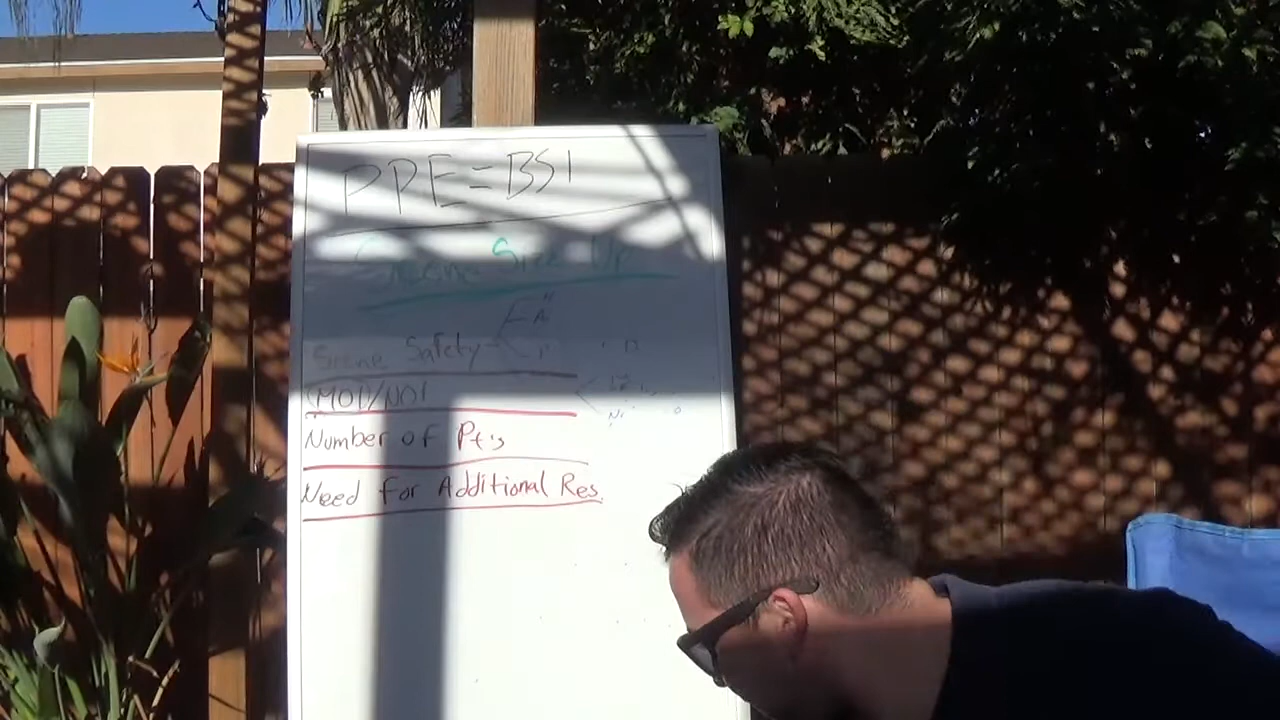 PPE=BSI
Scene Size Up
Scene Safety
MOI/NOI
Number of Pt's
Need For Additional Res.